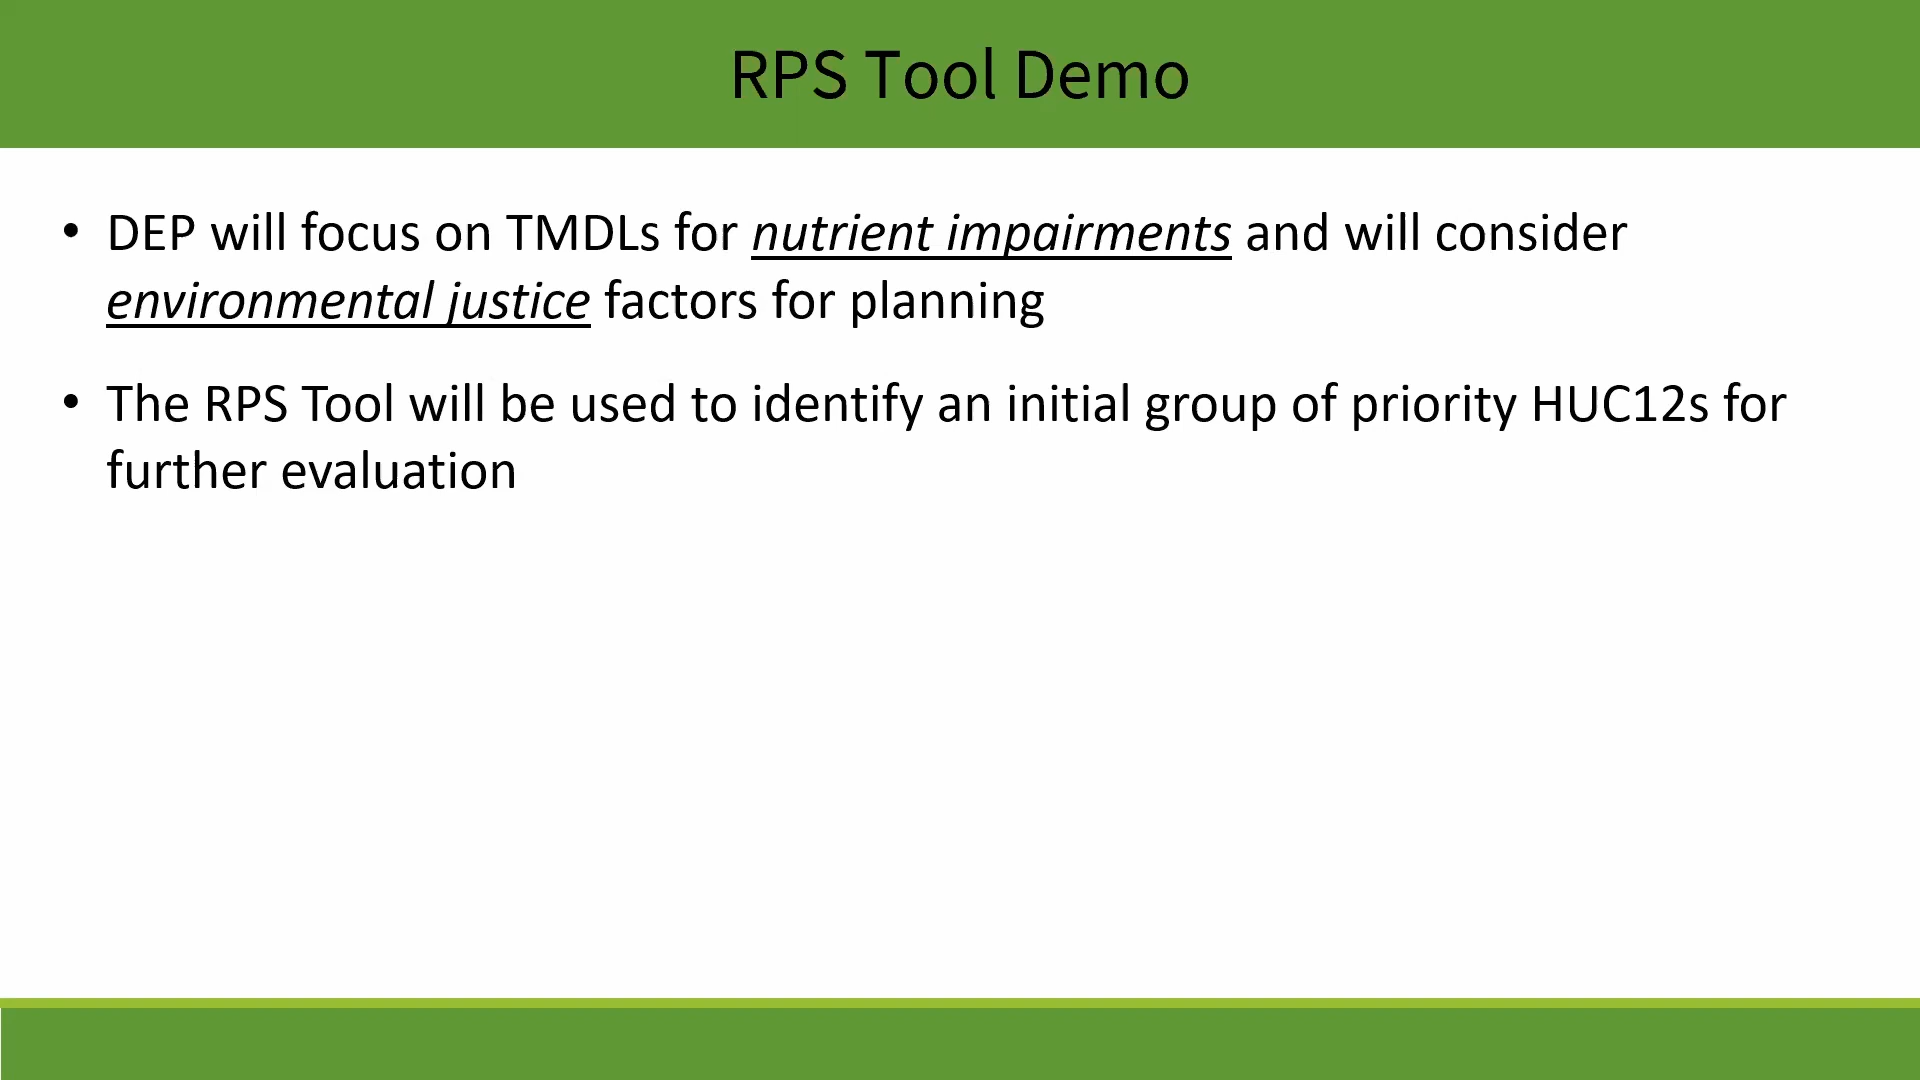 RPS Tool Demo
• DEP will focus on TMDLs for nutrient impairments and will consider
environmental justice factors for planning
• The RPS Tool will be used to identify an initial group of priority HUC12s for
further evaluation